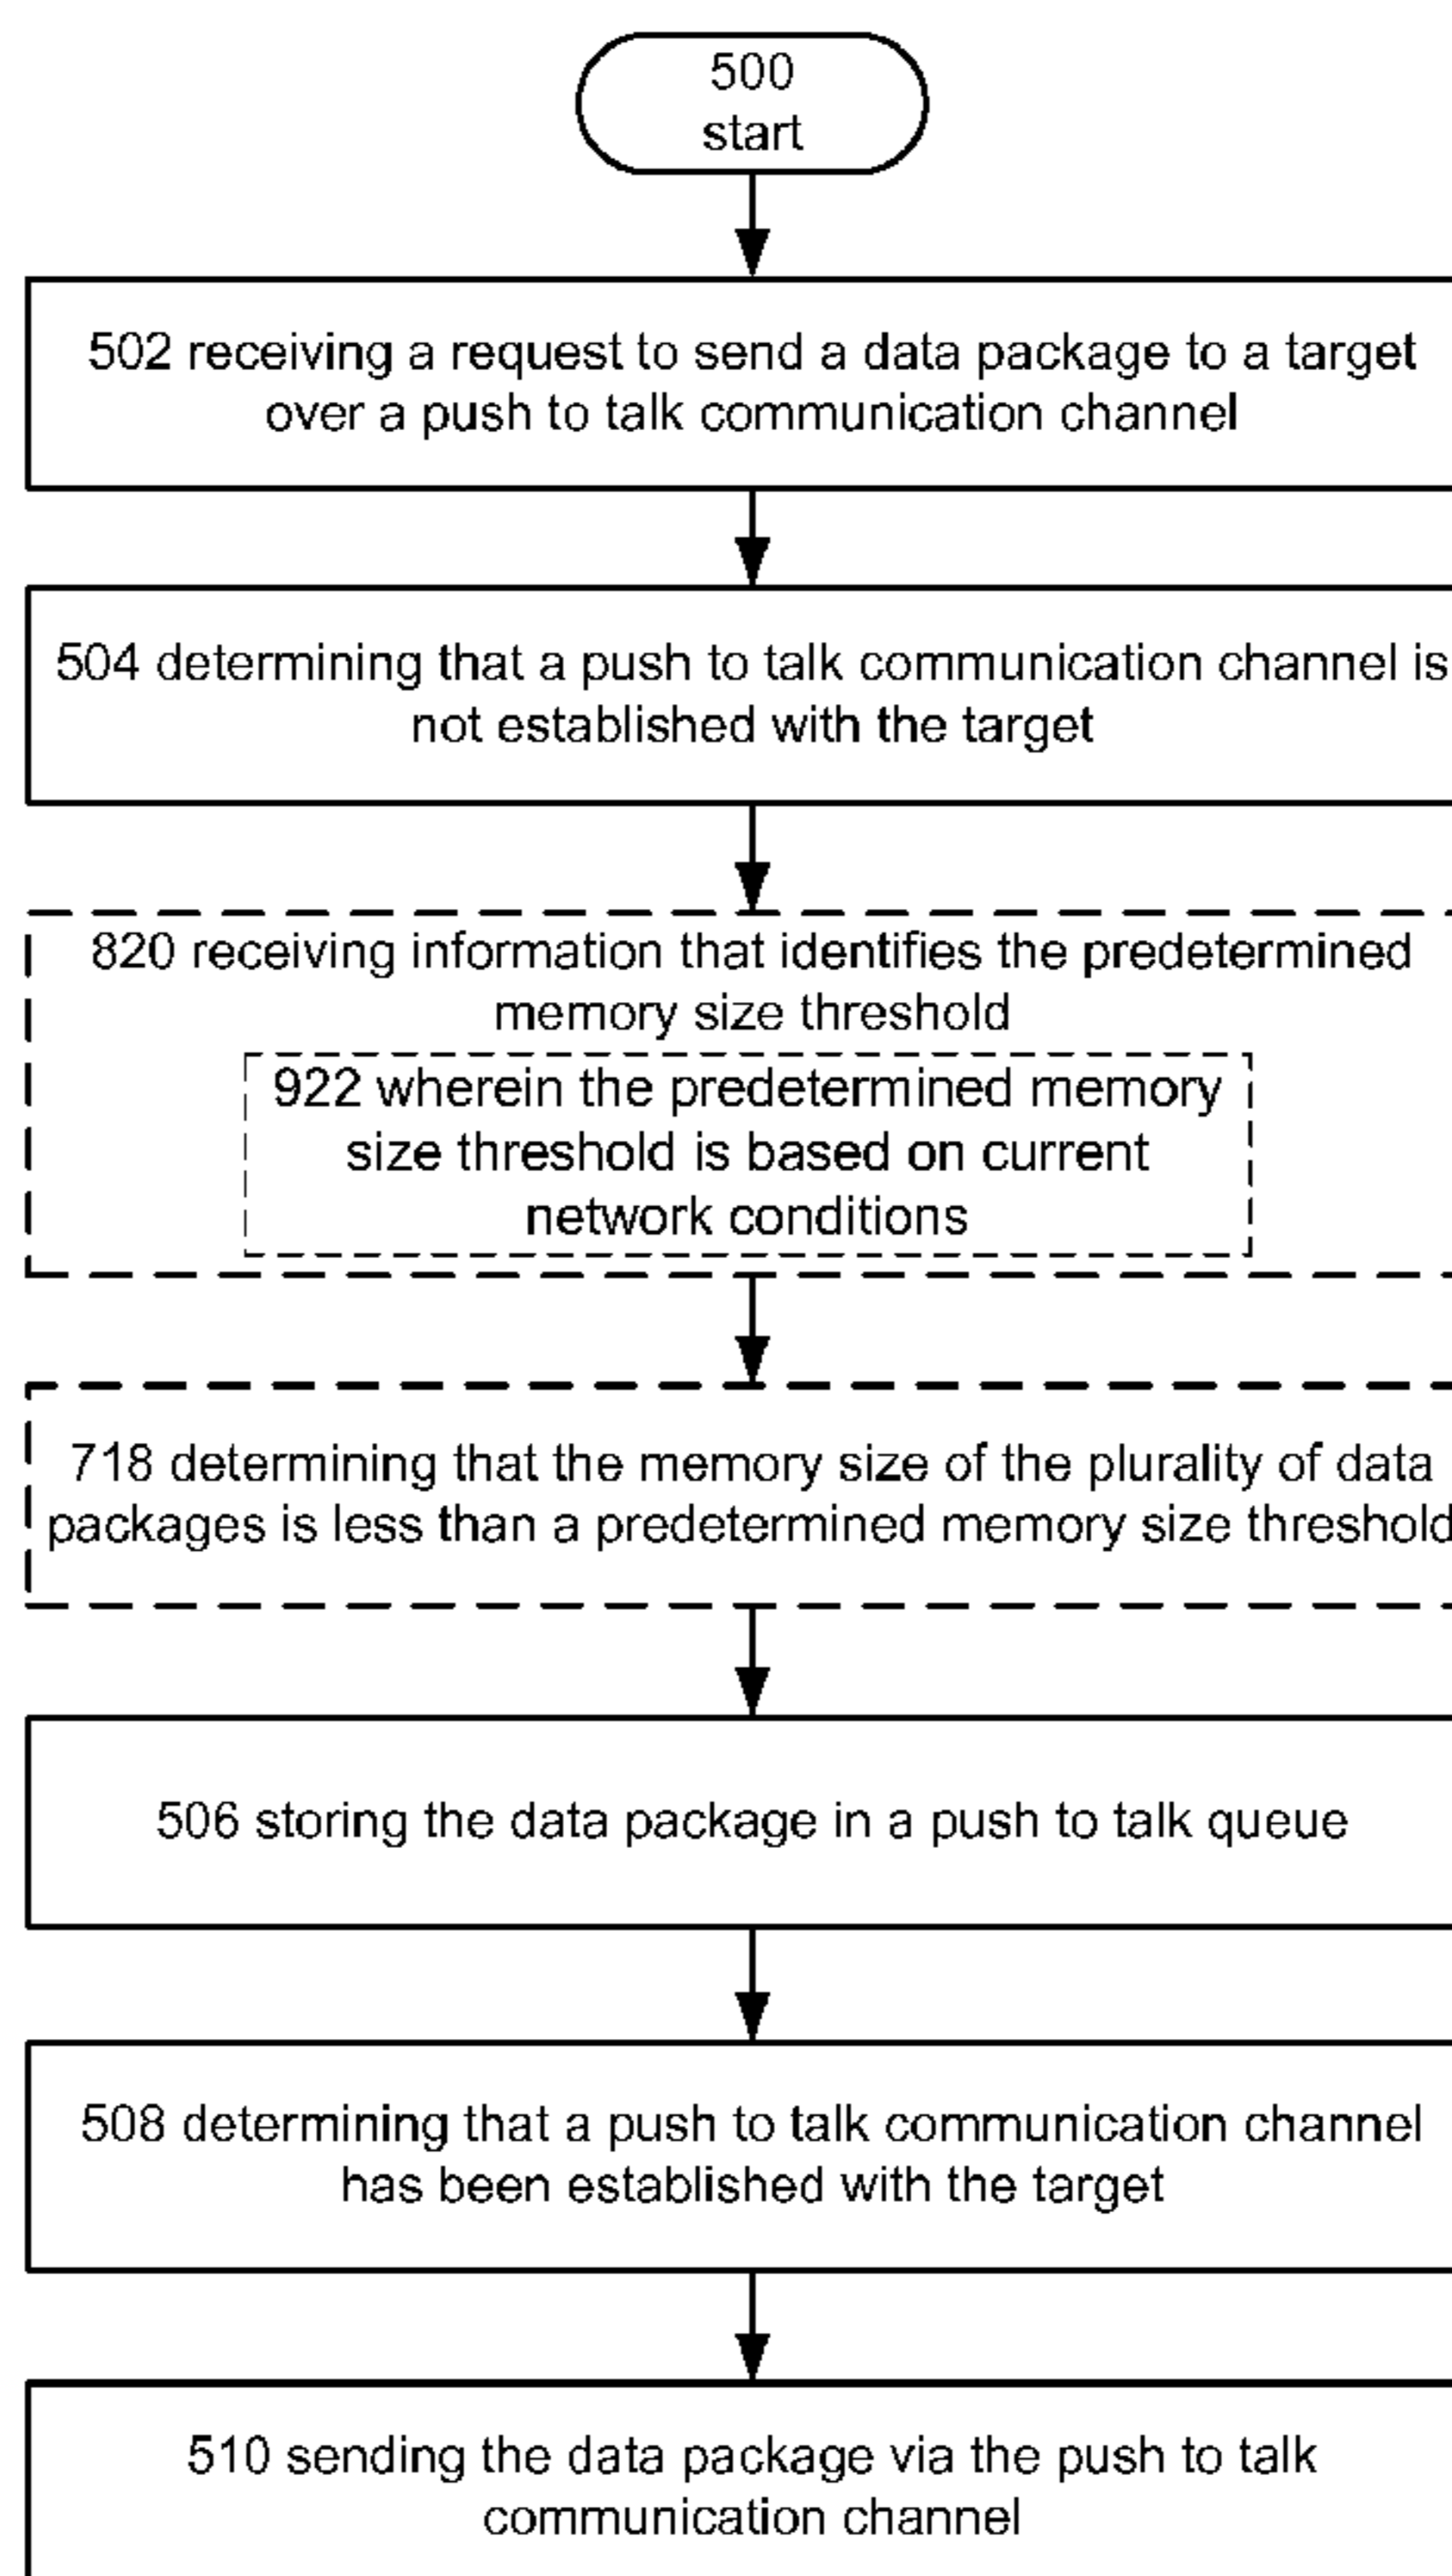 500
start
502 receiving a request to send a data package to a target
over a push to talk communication channel
504 determining that a push to talk communication channel is
not established with the target
820 receiving information that identifies the predetermined
memory size threshold
922 wherein the predetermined memory
size threshold is based on current
network conditions
718 determining that the memory size of the plurality of data
packages is less than a predetermined memory size threshold
506 storing the data package in a push to talk queue
508 determining that a push to talk communication channel
has been established with the target
510 sending the data package via the push to talk
communication channel